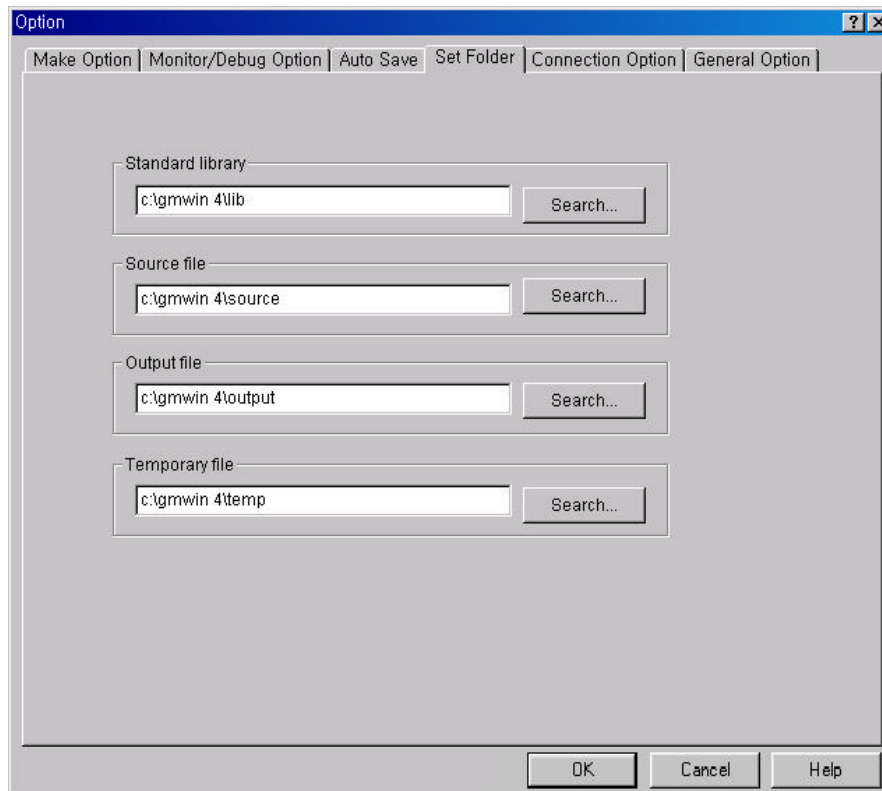 Option
Make Option Monitor/Debug Option Auto Save Set Folder Connection Option General Option
Standard library
c:\gmwin 4\lib
Search...
Source file
c:\gmwin 4\source
Search...
Output file
c:\gmwin 4\output
Search...
Temporary file
c:\gmwin 4\temp
Search...
OK Cancel Help